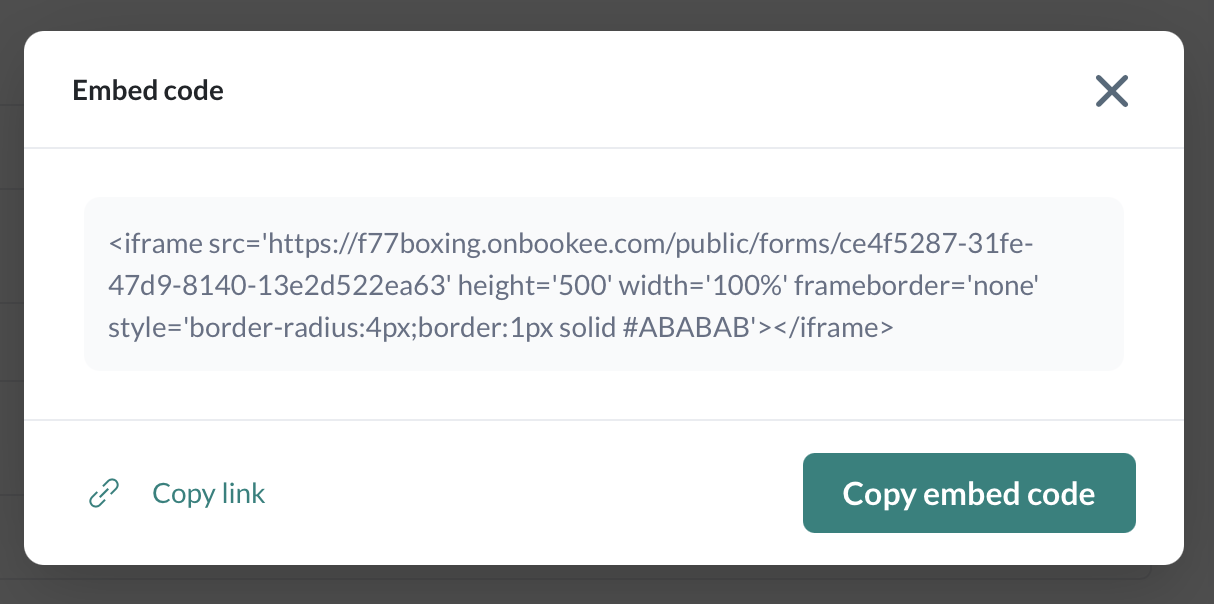 Embed code
<iframe src='https://f77boxing.onbookee.com/public/forms/ce4f5287-31fe-
47d9-8140-13e2d522ea63' height='500' width='100%' frameborder='none'
style='border-radius:4px;border:1px solid #ABABAB'></iframe>
Copy link
Copy embed code